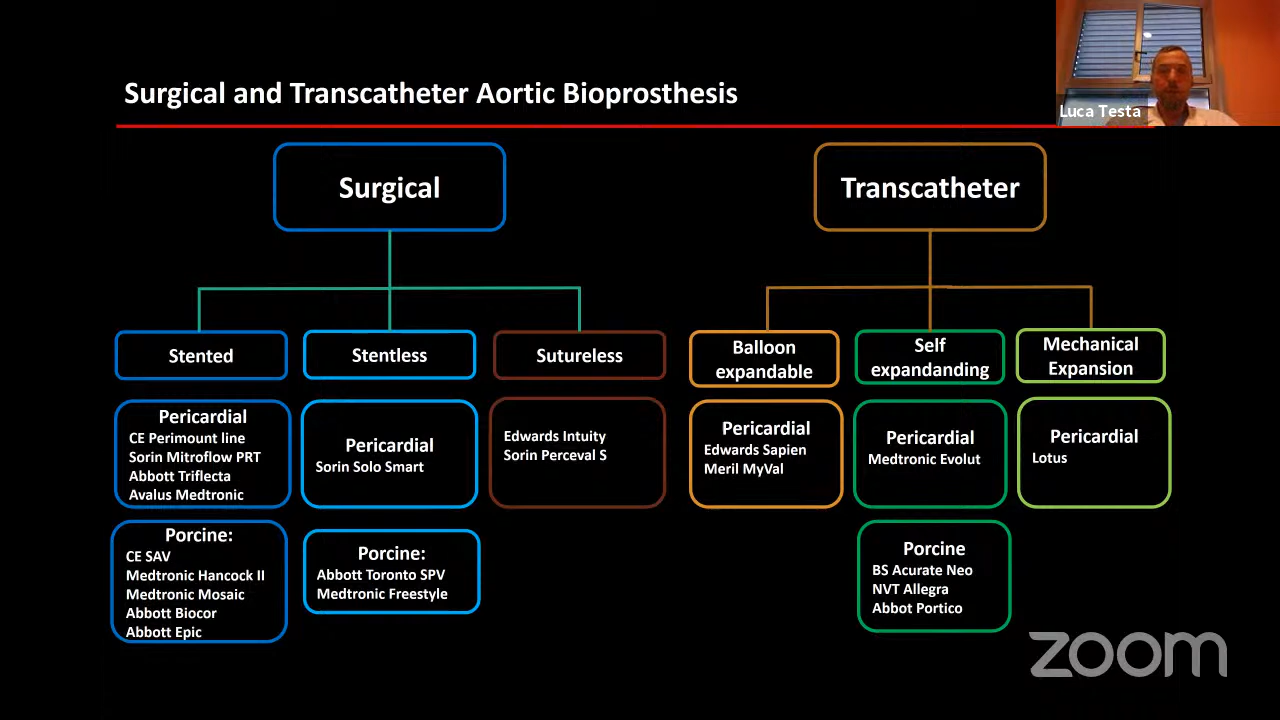 Surgical and Transcatheter Aortic Bioprosthesis
Luca Testa
Surgical
Transcatheter
Stented
Stentless
Sutureless
Balloon
expandable
Self
expandanding
Mechanical
Expansion
Pericardial
CE Perimount line
Sorin Mitroflow PRT
Abbott Triflecta
Avalus Medtronic
Pericardial
Sorin Solo Smart
Edwards Intuity
Sorin Perceval S
Pericardial
Edwards Sapien
Meril MyVal
Pericardial
Medtronic Evolut
Pericardial
Lotus
Porcine:
CE SAV
Medtronic Hancock II
Medtronic Mosaic
Abbott Biocor
Abbott Epic
Porcine:
Abbott Toronto SPV
Medtronic Freestyle
Porcine
BS Acurate Neo
NVT Allegra
Abbot Portico
zoom